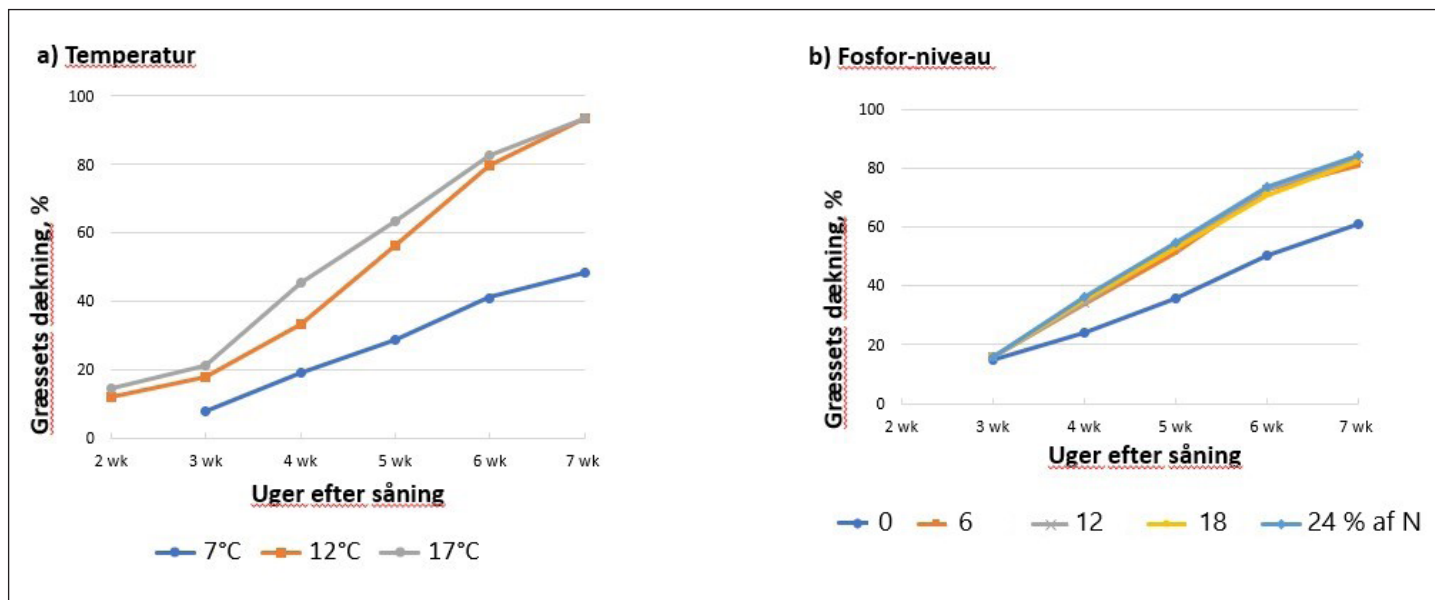 a) Temperatur
100
80
60
40
20
0
Græssets dækning, %
2 wk 3 wk 4 wk 5 wk 6 wk 7 wk
Uger efter såning
7°C 12°C 17°C
b) Fosfor-niveau
100
80
60
40
20
0
Græssets dækning, %
2 wk 3 wk 4 wk 5 wk 6 wk 7 wk
Uger efter såning
0 6 12 18 24 % af N